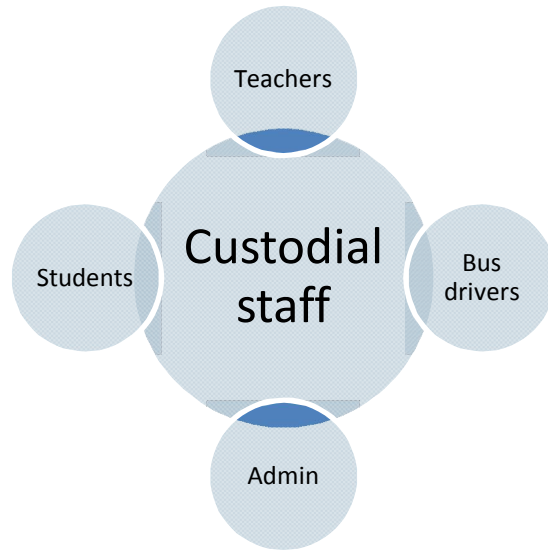 Teachers
Students
Custodial
staff
Bus
drivers
Admin